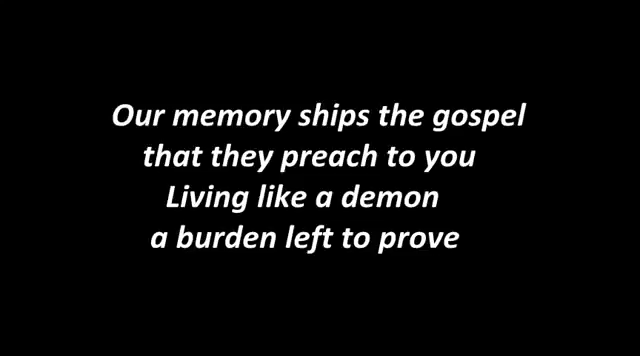 Our memory ships the gospel
that they preach to you
Living like a demon
a burden left to prove